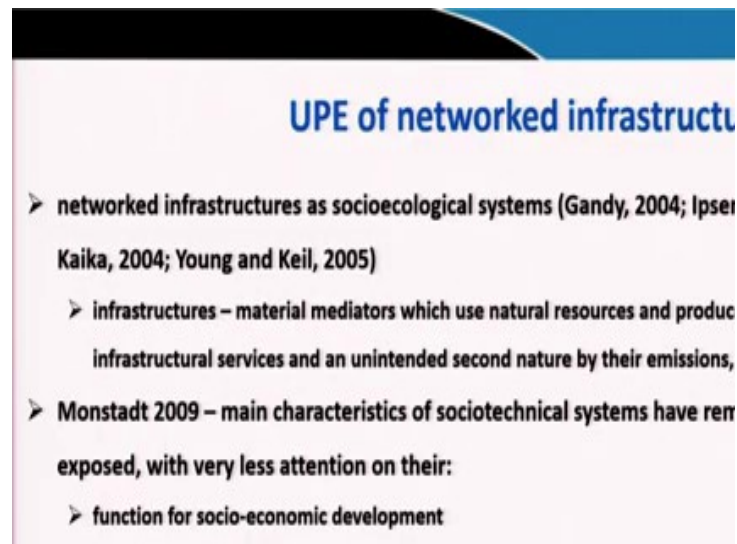 UPE of networked infrastructu
➢ networked infrastructures as socioecological systems (Gandy, 2004; Ipsen
Kaika, 2004; Young and Keil, 2005)
➢ infrastructures – material mediators which use natural resources and produc
infrastructural services and an unintended second nature by their emissions,
➢ Monstadt 2009 – main characteristics of sociotechnical systems have rem
exposed, with very less attention on their:
➢ function for socio-economic development